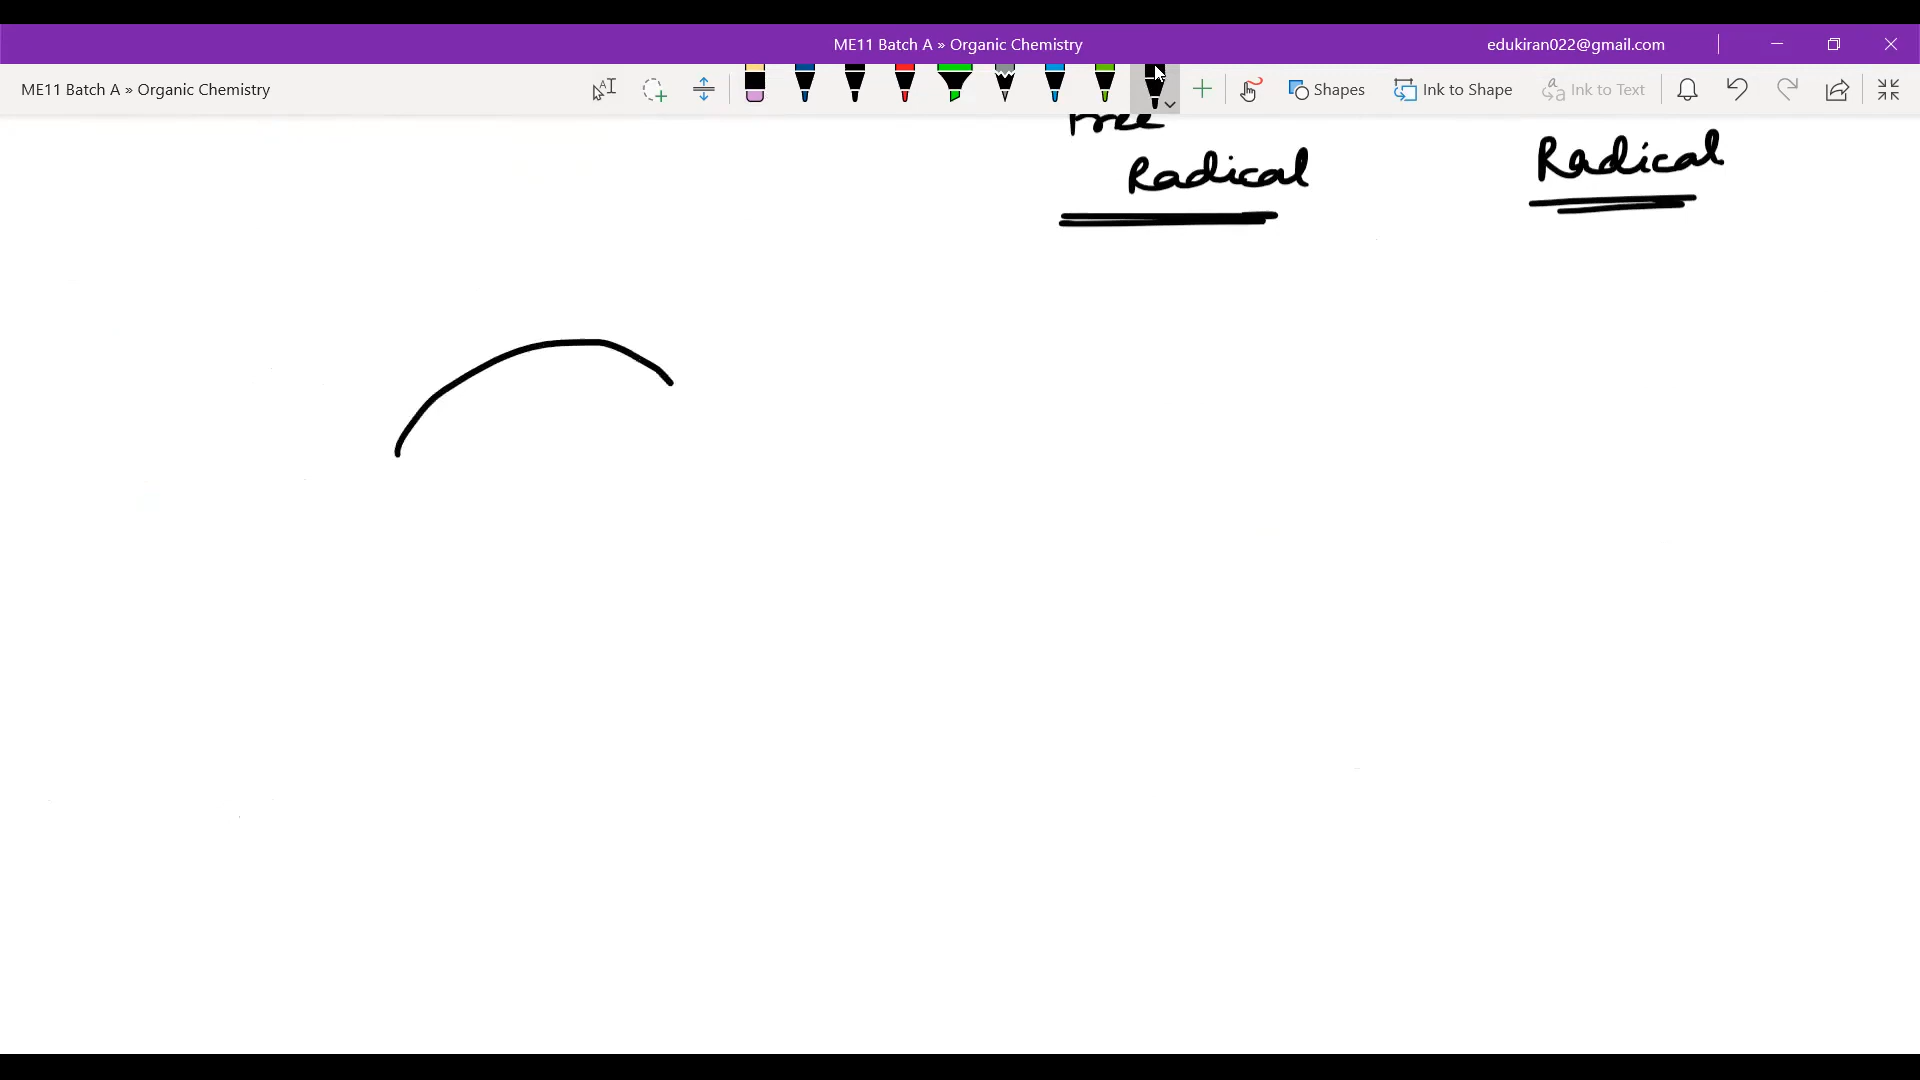 ME11 Batch A » Organic Chemistry
edukiran022@gmail.com
ME11 Batch A » Organic Chemistry
Shapes
Ink to Shape
Ink to Text
Free
Radical
Radical